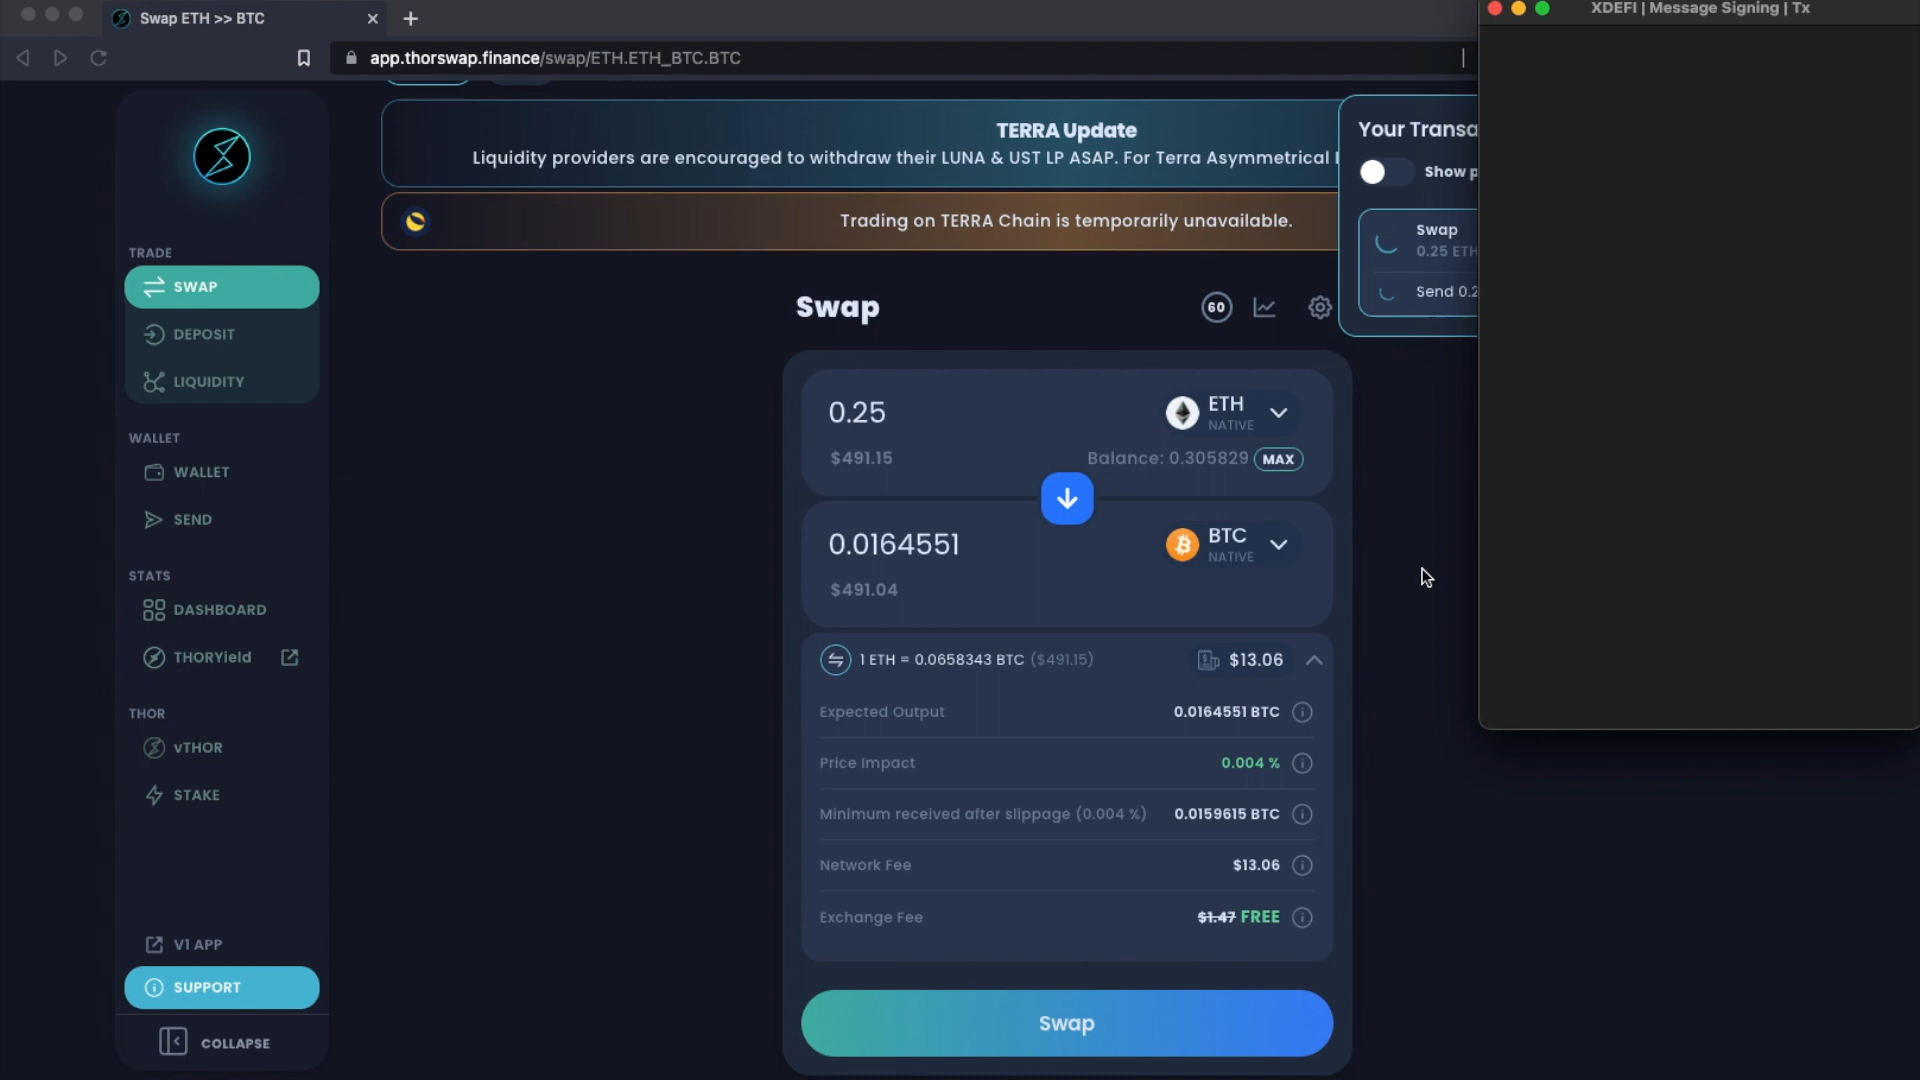 Swap ETH >> BTC
XDEFI | Message Signing | Tx
app.thorswap.finance/swap/ETH.ETH_BTC.BTC
TERRA Update
Liquidity providers are encouraged to withdraw their LUNA & UST LP ASAP. For Terra Asymmetrical
Trading on TERRA Chain is temporarily unavailable.
Your Transa
Show p
Swap
0.25 ETH
Send 0.2
TRADE
SWAP
DEPOSIT
LIQUIDITY
WALLET
WALLET
SEND
STATS
DASHBOARD
THORYield
THOR
vTHOR
STAKE
V1 APP
SUPPORT
COLLAPSE
Swap
60
0.25
ETH
NATIVE
$491.15
Balance: 0.305829 MAX
0.0164551
BTC
NATIVE
$491.04
1 ETH = 0.0658343 BTC ($491.15)
$13.06
Expected Output
0.0164551 BTC
Price Impact
0.004 %
Minimum received after slippage (0.004 %)
0.0159615 BTC
Network Fee
$13.06
Exchange Fee
$1.47 FREE
Swap